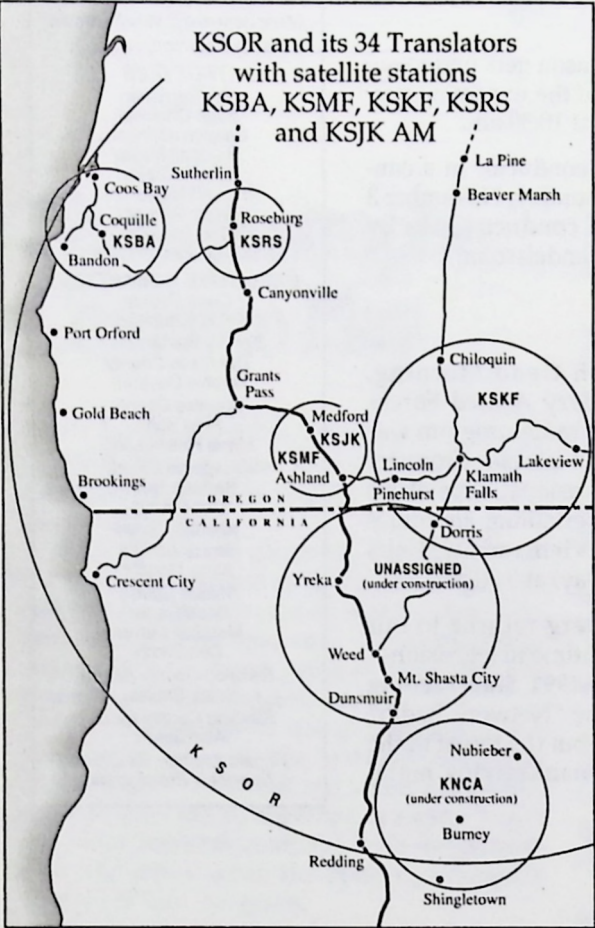 KSOR and its 34 Translators
with satellite stations
KSBA, KSMF, KSKF, KSRS
and KSJK AM
La Pine
Sutherlin
Beaver Marsh
Coos Bay
Coquille
KSBA
Roseburg
KSRS
Bandon
Canyonville
Port Orford
Chiloquin
Grants
Pass
KSKF
Gold Beach
Medford
KSJK
KSMF
Lakeview
Ashland
Lincoln
Klamath
Falls
Pinehurst
Brookings
OREGON
CALIFORNIA
Dorris
UNASSIGNED
(under construction)
Crescent City
Yreka
Weed
Mt. Shasta City
Dunsmuir
KSOR
Nubieber
KNCA
(under construction)
Burney
Redding
Shingletown